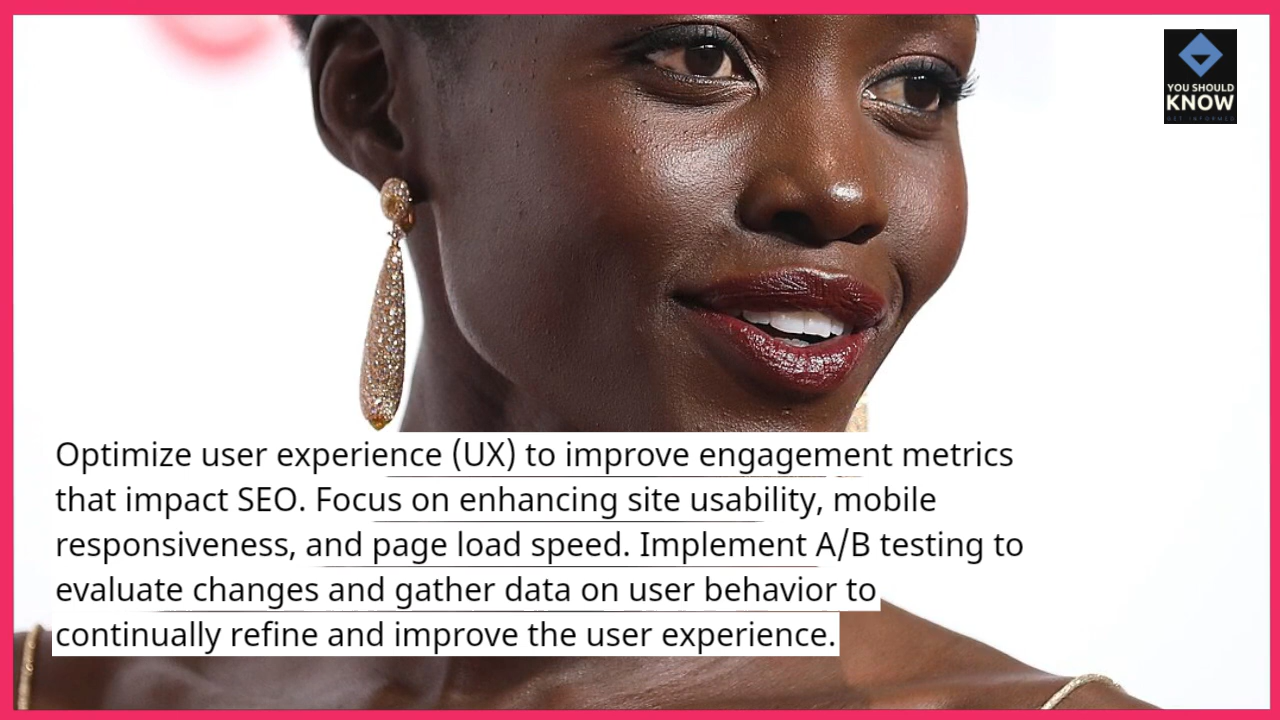 YOU SHOULD
KNOW
GET INFORMED
Optimize user experience (UX) to improve engagement metrics
that impact SEO. Focus on enhancing site usability, mobile
responsiveness, and page load speed. Implement A/B testing to
evaluate changes and gather data on user behavior to
continually refine and improve the user experience.